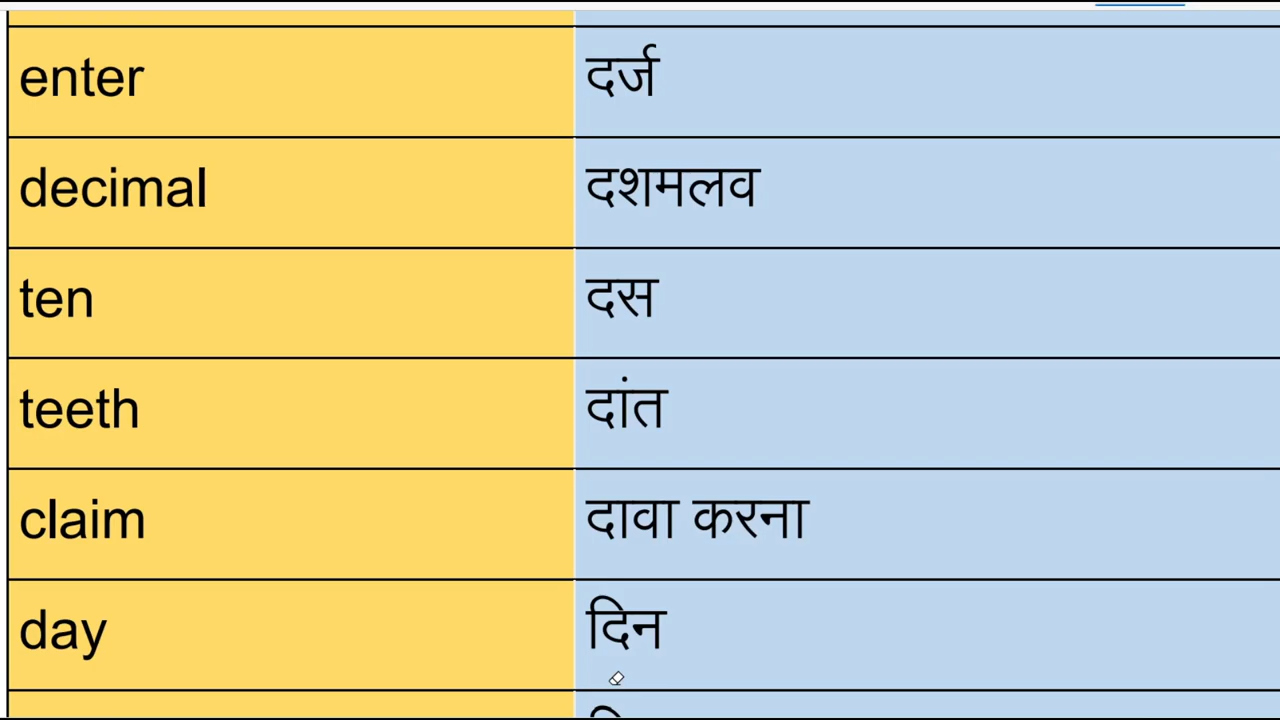 enter दर्ज
decimal दशमलव
ten दस
teeth दांत
claim दावा करना
day दिन